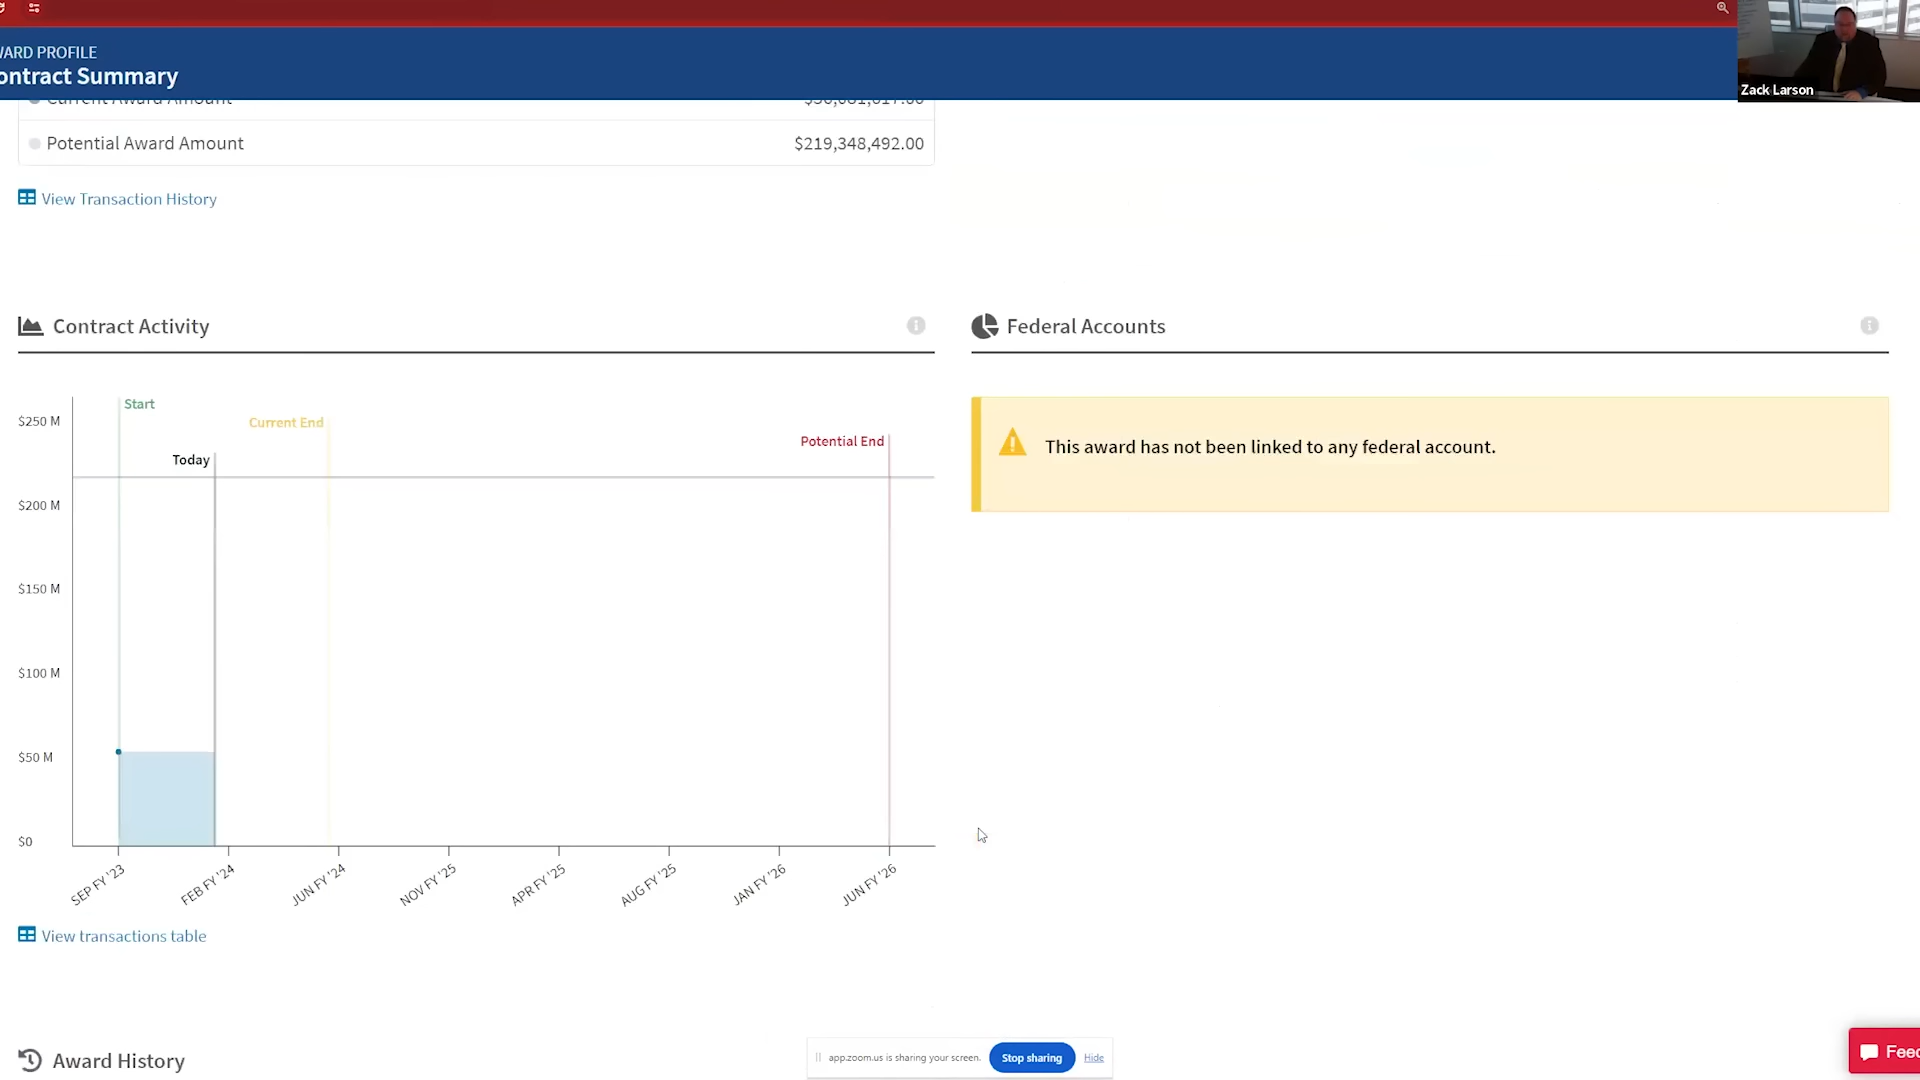 WARD PROFILE
ontract Summary
Zack Larson
Current Award Amount
Potential Award Amount $219,348,492.00
View Transaction History
Contract Activity
Federal Accounts
Start
$250 M
Current End
Potential End
Today
This award has not been linked to any federal account.
$200 M
$150 M
$100 M
$50 M
$0
SEP FY '23 FEB FY '24 JUN FY '24 NOV FY '25 APR FY '25 AUG FY '25 JAN FY '26 JUN FY '26
View transactions table
Award History
app.zoom.us is sharing your screen. Stop sharing Hide
Feed